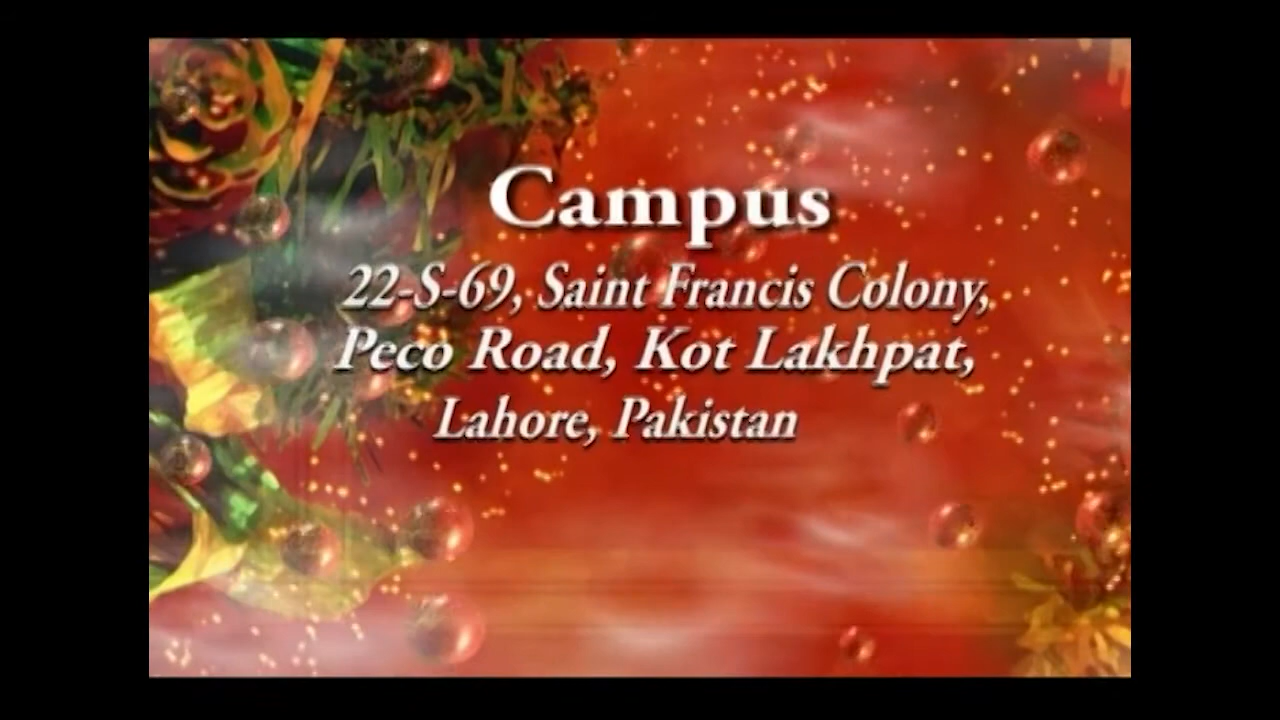 Campus
22-S-69, Saint Francis Colony,
Peco Road, Kot Lakhpat,
Lahore, Pakistan